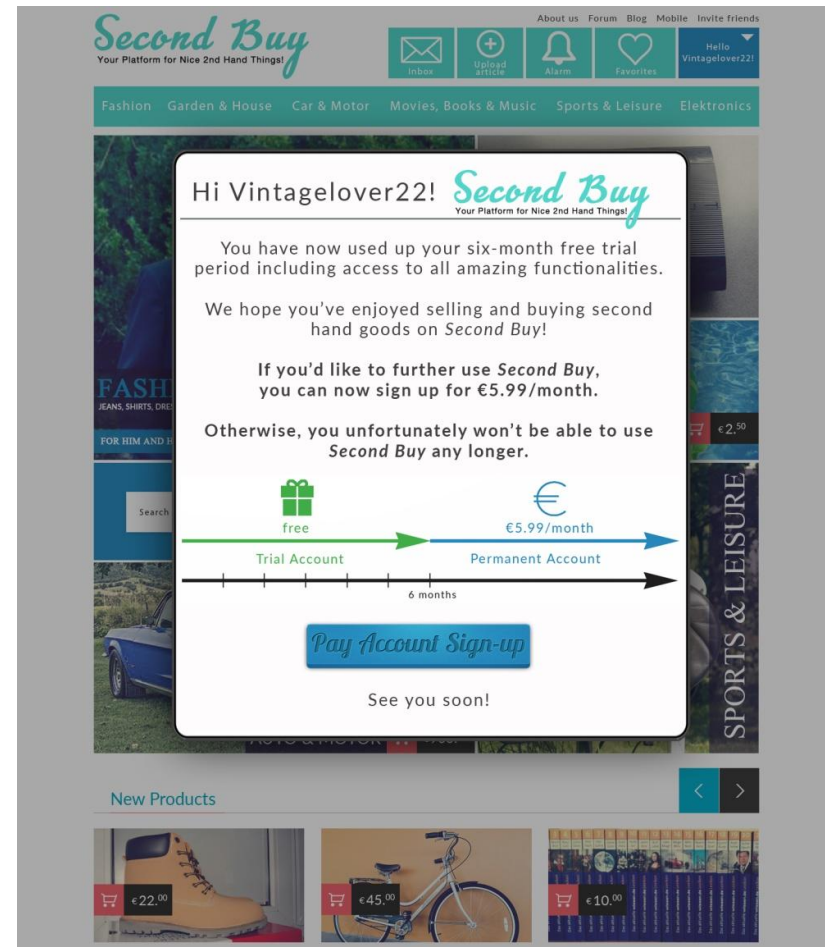 About us Forum Blog Mobile Invite friends
Second Buy
Your Platform for Nice 2nd Hand Things!
Inbox
Upload
article
Alarm
Favorites
Hello
Vintagelover22!
Fashion Garden & House Car & Motor Movies, Books & Music Sports & Leisure Elektronics
Hi Vintagelover22! Second Buy
Your Platform for Nice 2nd Hand Things!
You have now used up your six-month free trial
period including access to all amazing functionalities.
We hope you've enjoyed selling and buying second
hand goods on Second Buy!
If you'd like to further use Second Buy,
you can now sign up for €5.99/month.
Otherwise, you unfortunately won't be able to use
Second Buy any longer.
free €5.99/month
Trial Account Permanent Account
6 months
Pay Account Sign-up
See you soon!
JEANS, SHIRTS,
FOR HIM AND
€2.50
Search
SPORTS & LEISURE
New Products
€22.00
€45.00
€10.00